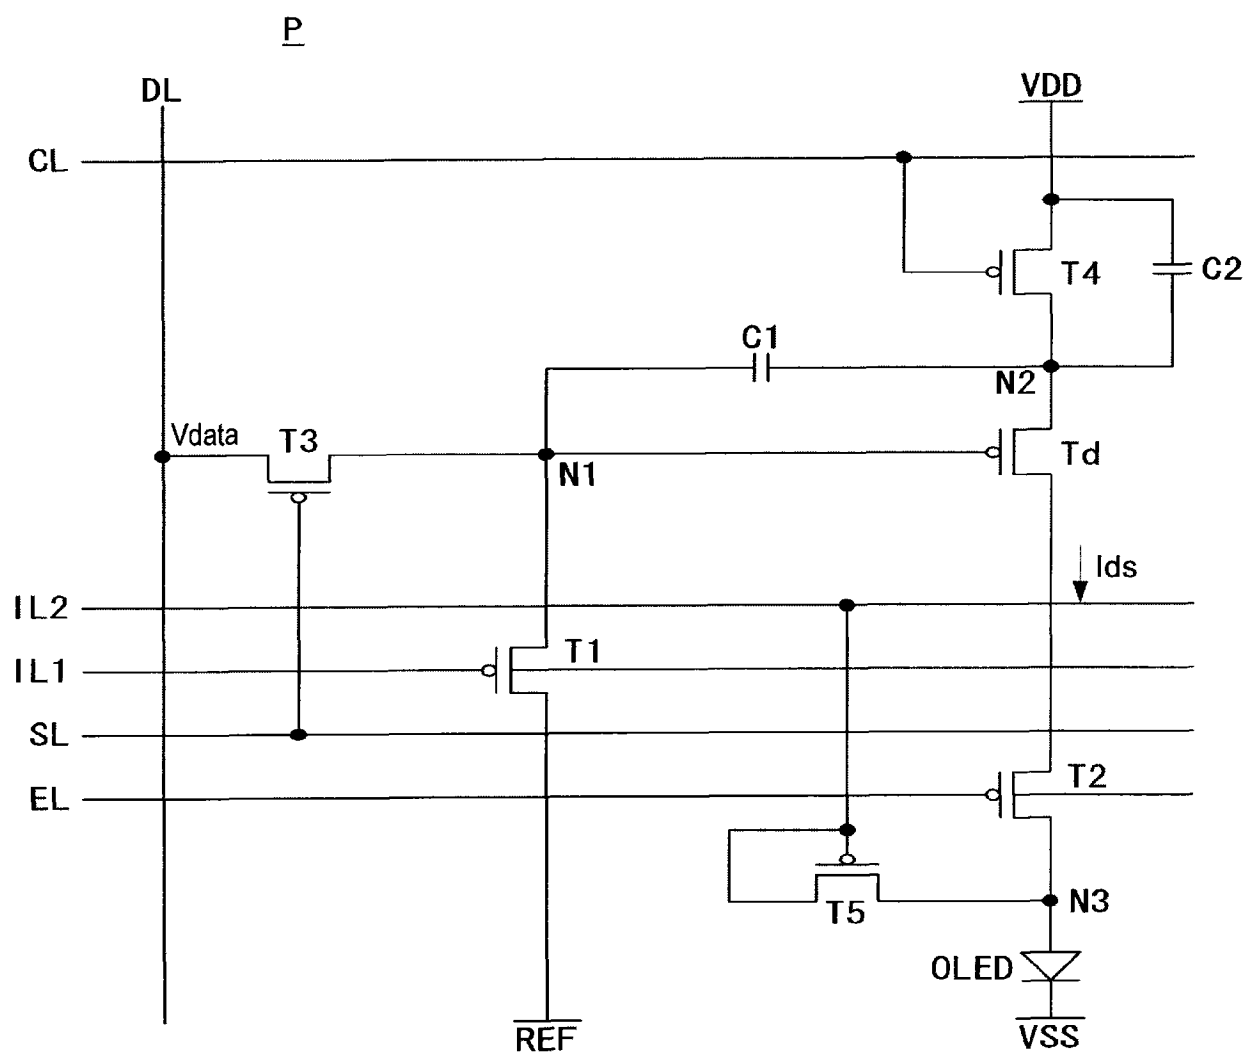 P
DL
VDD
CL
T4
C2
C1
N2
Vdata
T3
Td
N1
Ids
IL2
T1
IL1
SL
T2
EL
N3
T5
OLED
REF
VSS